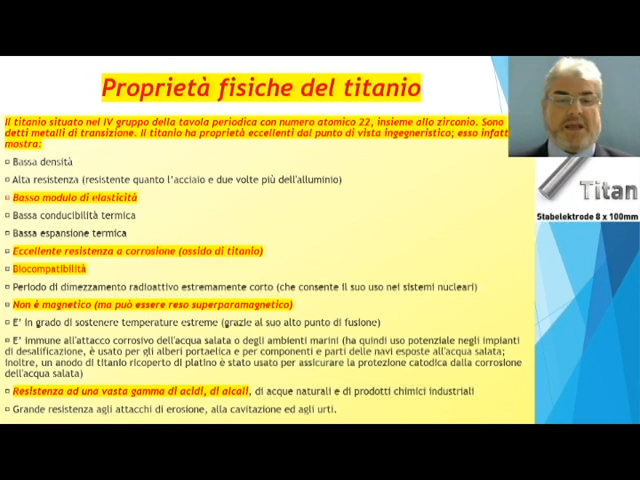 Proprietà fisiche del titanio
Il titanio situato nel IV gruppo della tavola periodica con numero atomico 22, insieme allo zirconio. Sono
detti metalli di transizione. Il titanio ha proprietà eccellenti dal punto di vista ingegneristico; esso infatt
mostra:
Bassa densità
Alta resistenza (resistente quanto l'acciaio e due volte più dell'alluminio)
Basso modulo di elasticità
Bassa conducibilità termica
Bassa espansione termica
Eccellente resistenza a corrosione (ossido di titanio)
Biocompatibilità
Periodo di dimezzamento radioattivo estremamente corto (che consente il suo uso nei sistemi nucleari)
Non è magnetico (ma può essere reso superparamagnetico)
E' in grado di sostenere temperature estreme (grazie al suo alto punto di fusione)
E' immune all'attacco corrosivo dell'acqua salata o degli ambienti marini (ha quindi uso potenziale negli impianti
di desalificazione, è usato per gli alberi portaelica e per componenti e parti delle navi esposte all'acqua salata;
inoltre, un anodo di titanio ricoperto di platino è stato usato per assicurare la protezione catodica dalla corrosione
dell'acqua salata)
Resistenza ad una vasta gamma di acidi, di alcali, di acque naturali e di prodotti chimici industriali
Grande resistenza agli attacchi di erosione, alla cavitazione ed agli urti.
Titan
Stabelektrode 8 x 100mm